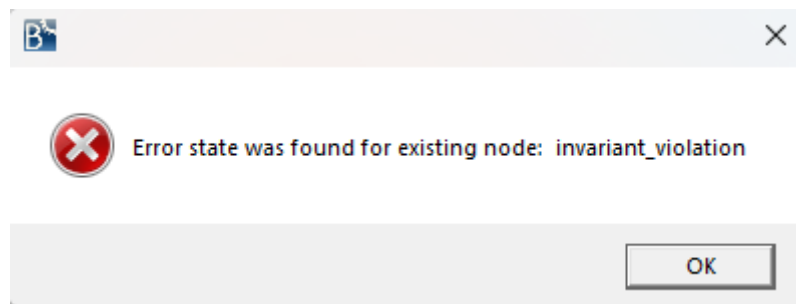 B
Error state was found for existing node:  invariant_violation
OK